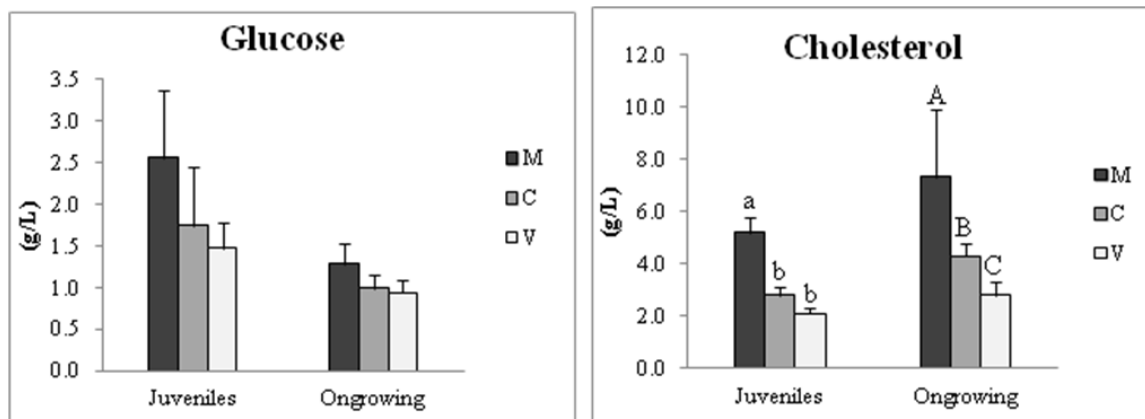 Glucose
3.5
3.0
2.5
2.0
1.5
1.0
0.5
0.0
(g/L)
Juveniles Ongrowing
M
C
V
Cholesterol
12.0
10.0
8.0
6.0
4.0
2.0
0.0
(g/L)
A
a
B
b b C
Juveniles Ongrowing
M
C
V